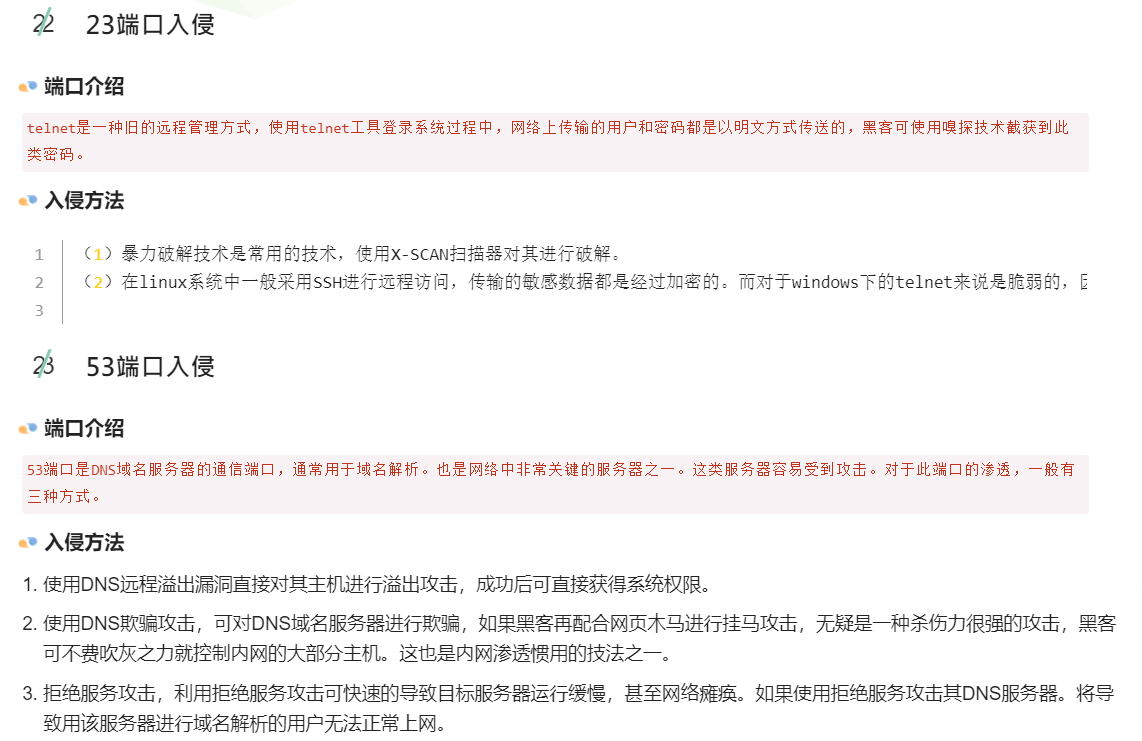 22 23端口入侵
端口介绍
telnet是一种旧的远程管理方式，使用telnet工具登录系统过程中，网络上传输的用户和密码都是以明文方式传送的，黑客可使用嗅探技术截获到此
类密码。
入侵方法
1 （1）暴力破解技术是常用的技术，使用X-SCAN扫描器对其进行破解。
2 （2）在linux系统中一般采用SSH进行远程访问，传输的敏感数据都是经过加密的。而对于windows下的telnet来说是脆弱的，
3
23 53端口入侵
端口介绍
53端口是DNS域名服务器的通信端口，通常用于域名解析。也是网络中非常关键的服务器之一。这类服务器容易受到攻击。对于此端口的渗透，一般有
三种方式。
入侵方法
1. 使用DNS远程溢出漏洞直接对其主机进行溢出攻击，成功后可直接获得系统权限。
2. 使用DNS欺骗攻击，可对DNS域名服务器进行欺骗，如果黑客再配合网页木马进行挂马攻击，无疑是一种杀伤力很强的攻击，黑客
可不费吹灰之力就控制内网的大部分主机。这也是内网渗透惯用的技法之一。
3. 拒绝服务攻击，利用拒绝服务攻击可快速的导致目标服务器运行缓慢，甚至网络瘫痪。如果使用拒绝服务攻击其DNS服务器。将导
致用该服务器进行域名解析的用户无法正常上网。